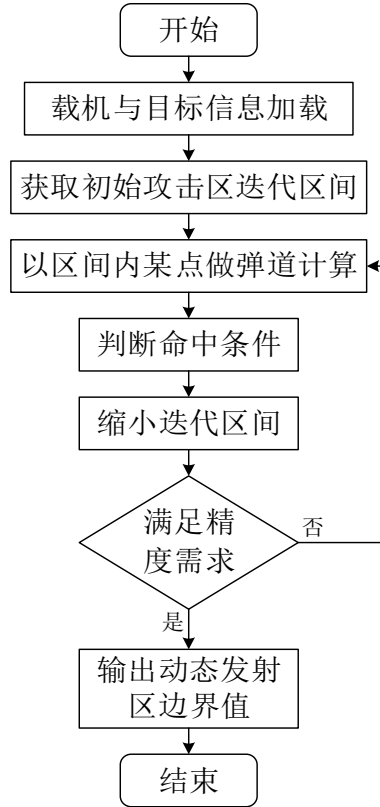 开始
载机与目标信息加载
获取初始攻击区迭代区间
以区间内某点做弹道计算
判断命中条件
缩小迭代区间
满足精
度需求
否
是
输出动态发射
区边界值
结束